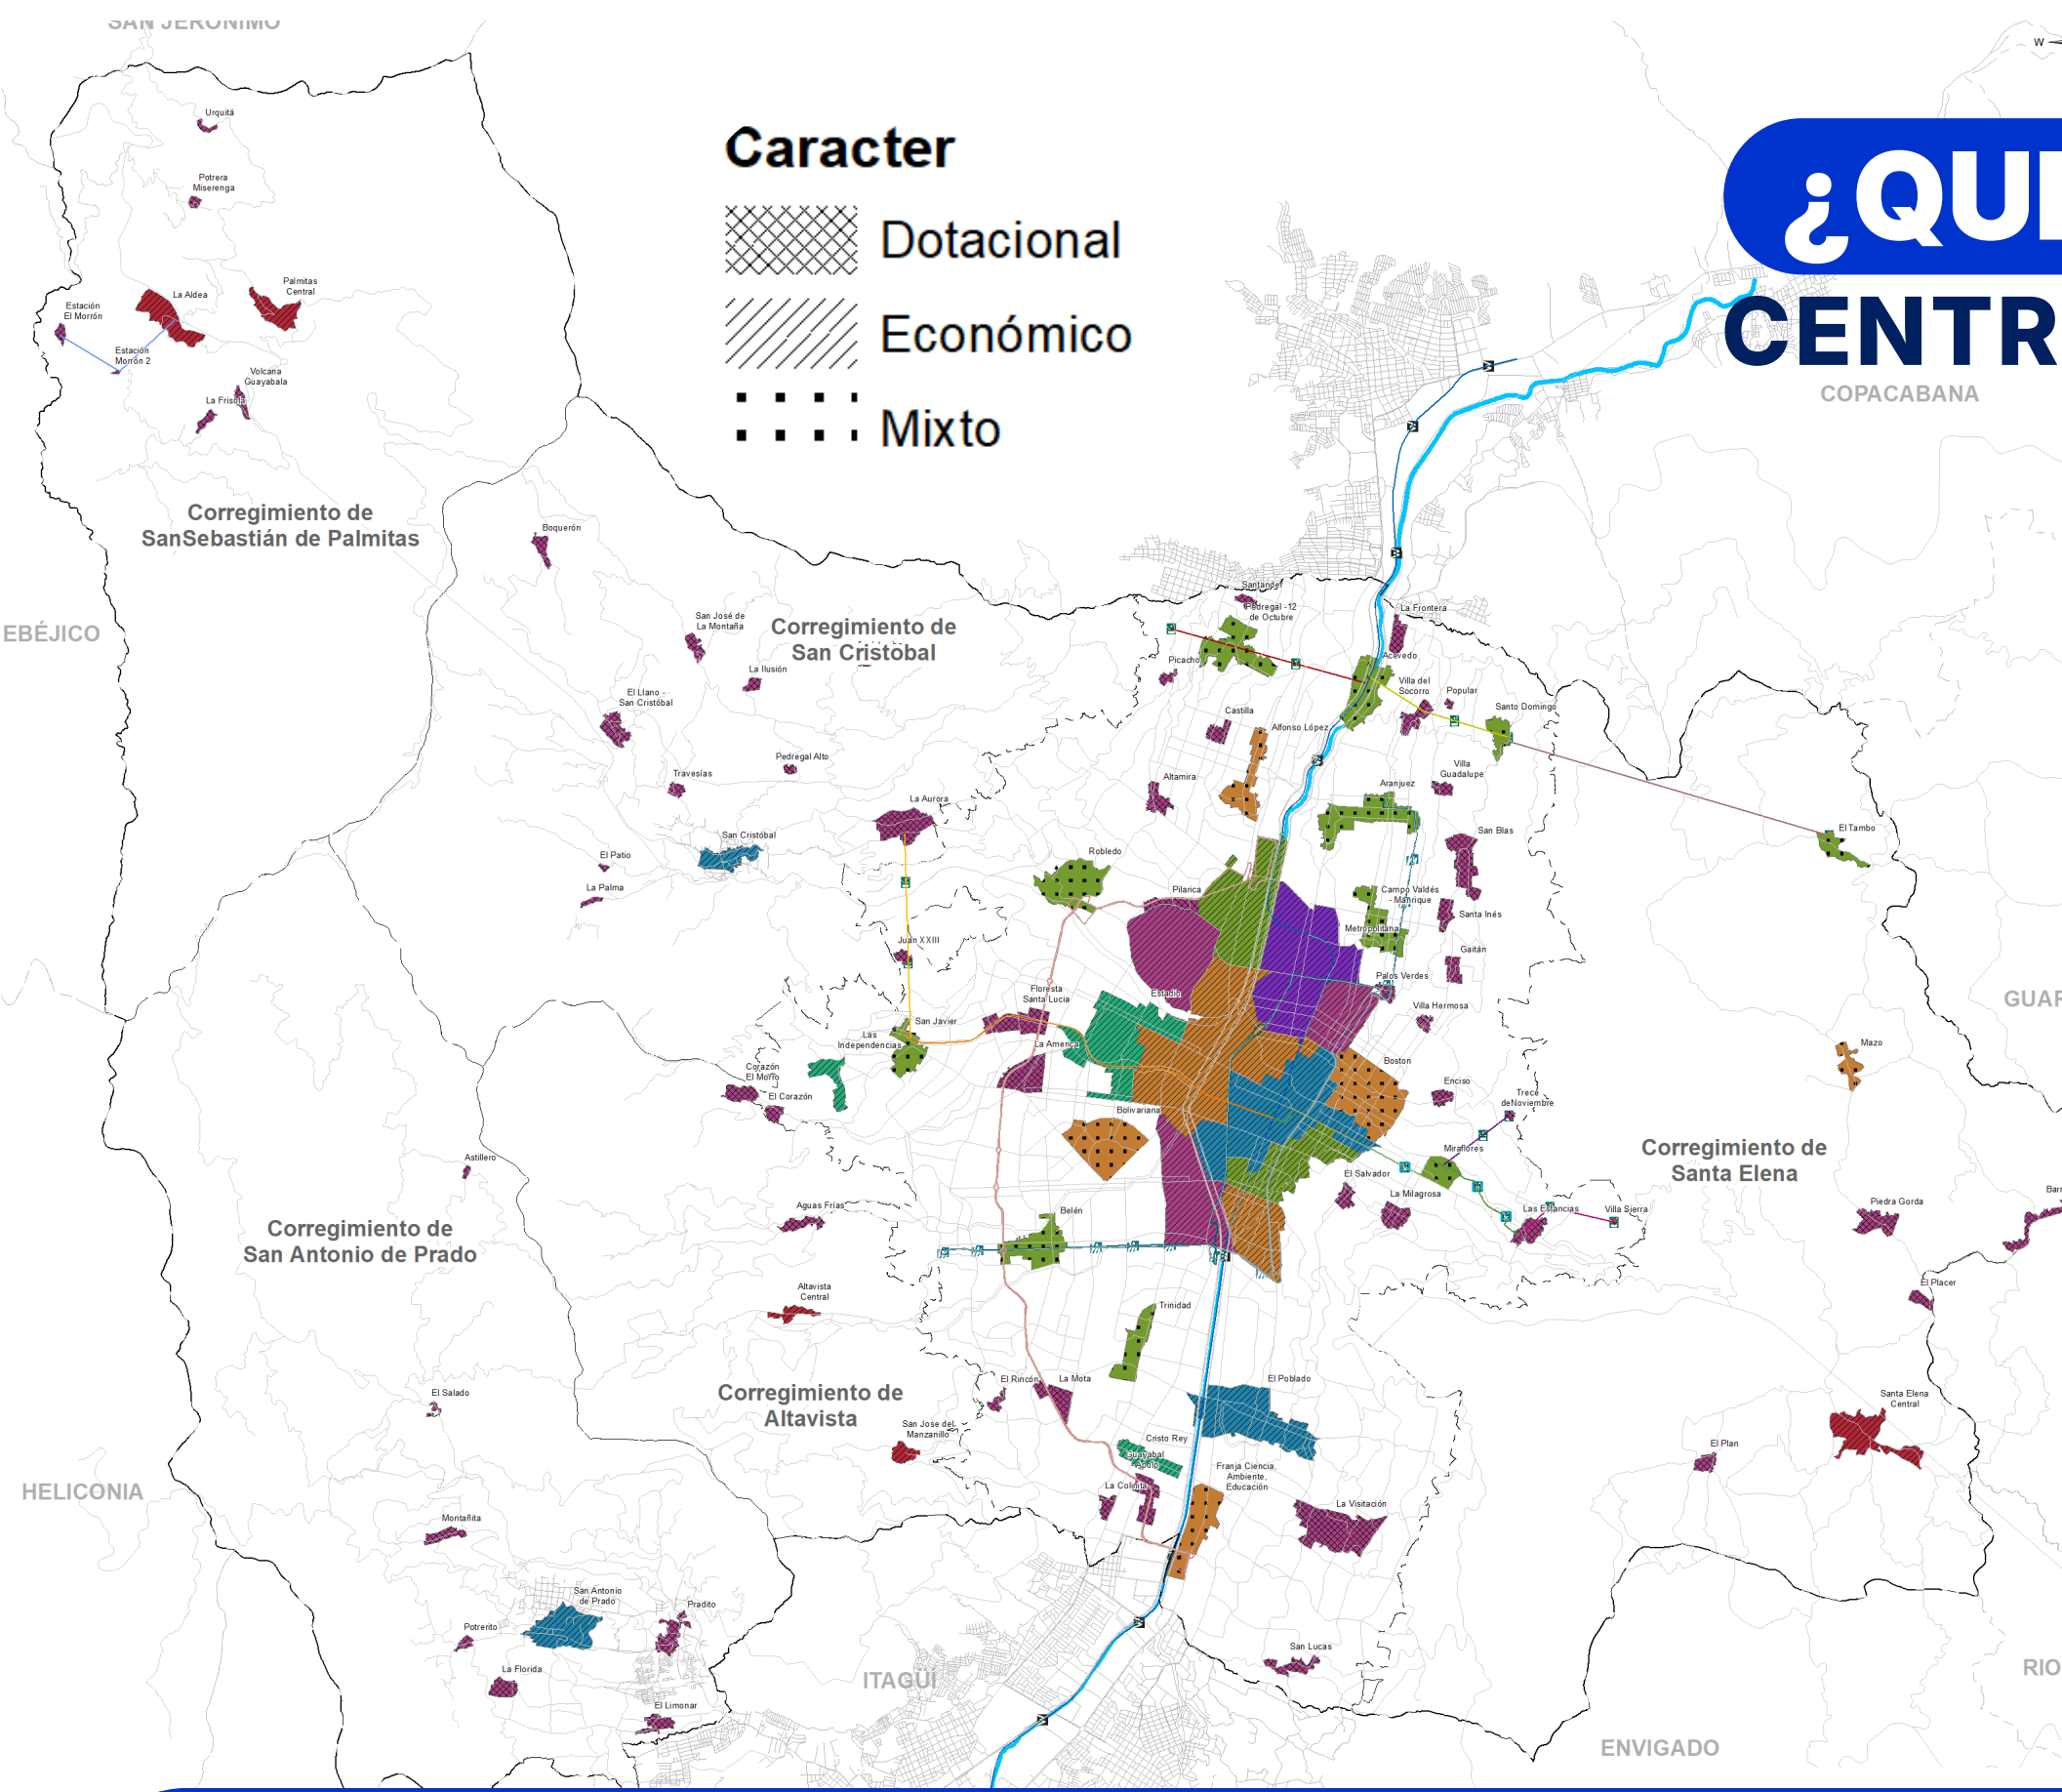 SAN JERÓNIMO
W
Urquitá
Potrera
Miserenga
Caracter
Dotacional
Económico
Mixto
¿QUE
CENTR
COPACABANA
La Aldea
Palmitas
Central
Estación
El Morrón
Estación
Morrón 2
Volcana
Guayabala
La Frisola
Corregimiento de
SanSebastián de Palmitas
Boquerón
EBÉJICO
San José de
La Montaña
Corregimiento de
San Cristóbal
La Ilusión
El Llano -
San Cristóbal
Pedregal Alto
Travesías
La Aurora
San Cristóbal
El Patio
La Palma
Santander
Pedregal -12
de Octubre
La Frontera
Picacho
Acevedo
Villa del
Socorro
Popular
Santo Domingo
Castilla
Alfonso López
Altamira
Aranjuez
Villa
Guadalupe
San Blas
El Tambo
Robledo
Pilarica
Campo Valdés
- Manrique
Santa Inés
Metropolitana
Gaitán
Juan XXIII
Palos Verdes
Villa Hermosa
Floresta
Santa Lucia
Estadio
San Javier
Las
Independencias
La America
GUAR
Mazo
Boston
Corazón
El Morro
El Corazón
Enciso
Trece
deNoviembre
Bolivariana
Miraflores
Corregimiento de
Santa Elena
Astillero
El Salvador
La Milagrosa
Las Estancias
Villa Sierra
Piedra Gorda
Barr
Aguas Frías
Belén
Corregimiento de
San Antonio de Prado
Altavista
Central
El Placer
Trinidad
El Salado
Corregimiento de
Altavista
El Rincón
La Mota
El Poblado
San Jose del
Manzanillo
Cristo Rey
Guayabal
- Apolo
Santa Elena
Central
El Plan
HELICONIA
La Colinita
Franja Ciencia,
Ambiente,
Educación
La Visitación
Montañita
San Antonio
de Prado
Pradito
Potrerito
La Florida
El Limonar
San Lucas
ITAGÜÍ
RIO
ENVIGADO